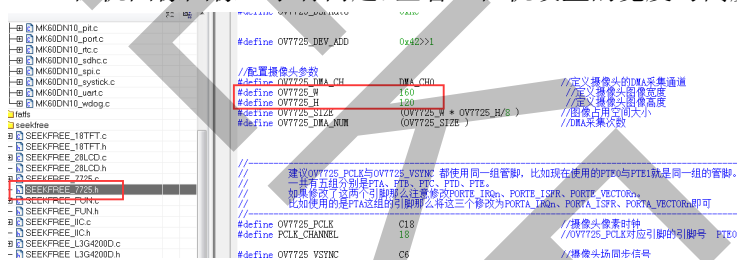 MK60DN10_pit.c
MK60DN10_port.c
MK60DN10_rtc.c
MK60DN10_sdhc.c
MK60DN10_spi.c
MK60DN10_systick.c
MK60DN10_uart.c
MK60DN10_wdog.c
fatfs
seekfree
SEEKFREE_18TFT.c
SEEKFREE_18TFT.h
SEEKFREE_28LCD.c
SEEKFREE_28LCD.h
SEEKFREE_7725.c
SEEKFREE_7725.h
SEEKFREE_FUN.c
SEEKFREE_FUN.h
SEEKFREE_IIC.c
SEEKFREE_IIC.h
SEEKFREE_L3G4200D.c
SEEKFREE_L3G4200D.h
#define OV7725_DEV_ADD 0x42>>1
//配置摄像头参数
#define OV7725_DMA_CH DMA_CH0 //定义摄像头的DMA采集通道
#define OV7725_W 160 //定义摄像头图像宽度
#define OV7725_H 120 //定义摄像头图像高度
#define OV7725_SIZE (OV7725_W * OV7725_H/8 ) //图像占用空间大小
#define OV7725_DMA_NUM (OV7725_SIZE ) //DMA采集次数
// 建议OV7725_PCLK与OV7725_VSYNC 都使用同一组管脚，比如现在使用的PTE0与PTE1就是同一组的管脚。
// 一共有五组分别是PTA、PTB、PTC、PTD、PTE。
// 如果修改了这两个引脚那么注意修改PORTE_IRQn、PORTE_ISFR、PORTE_VECTORn。
// 比如使用的是PTA这组的引脚那么将这三个修改为PORTA_IRQn、PORTA_ISFR、PORTA_VECTORn即可
#define OV7725_PCLK C18 //摄像头像素时钟
#define PCLK_CHANNEL 18 //OV7725_PCLK对应引脚的引脚号 PTE0
#define OV7725_VSYNC C6 //摄像头场同步信号